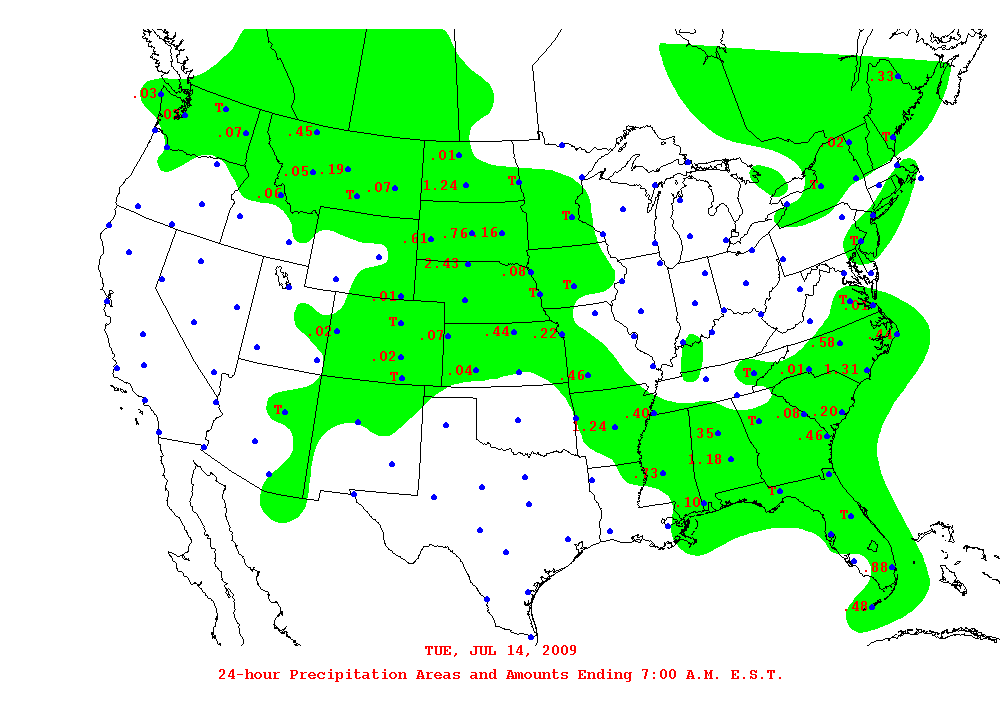 .33
.03
.03
T
.07
.45
.02
T
.01
.05 .19
.06
T
.07
1.24
T
T
T
.61
.76
.16
T
2.43
.08
T
T
.01
T
.01
T
.02
.07
.44
.22
.58
.44
.02
T
.04
.46
T
.01
1.31
T
.40
1.24
.35
T
.08
.20
.46
.33
1.18
.10
T
T
.88
.48
TUE, JUL 14, 2009
24-hour Precipitation Areas and Amounts Ending 7:00 A.M. E.S.T.